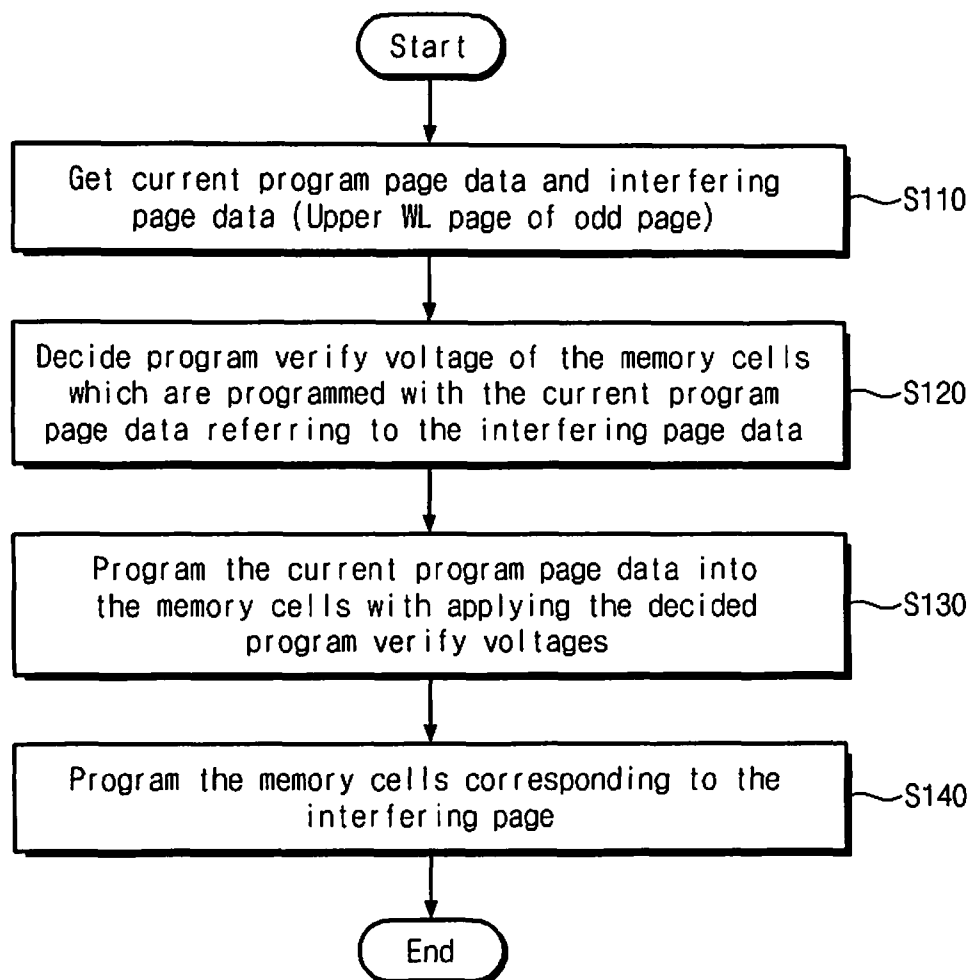 Start
Get current program page data and interfering
page data (Upper WL page of odd page)
S110
Decide program verify voltage of the memory cells
which are programmed with the current program
page data referring to the interfering page data
S120
Program the current program page data into
the memory cells with applying the decided
program verify voltages
S130
Program the memory cells corresponding to the
interfering page
S140
End